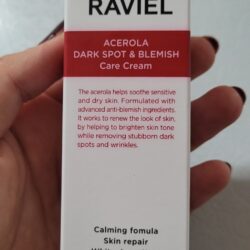 RAVIEL
ACEROLA
DARK SPOT & BLEMISH
Care Cream
The acerola helps soothe sensitive
and dry skin. Formulated with
advanced anti-blemish ingredients.
It works to renew the look of skin,
by helping to brighten skin tone
while removing stubborn dark
spots and wrinkles.
Calming fomula
Skin repair